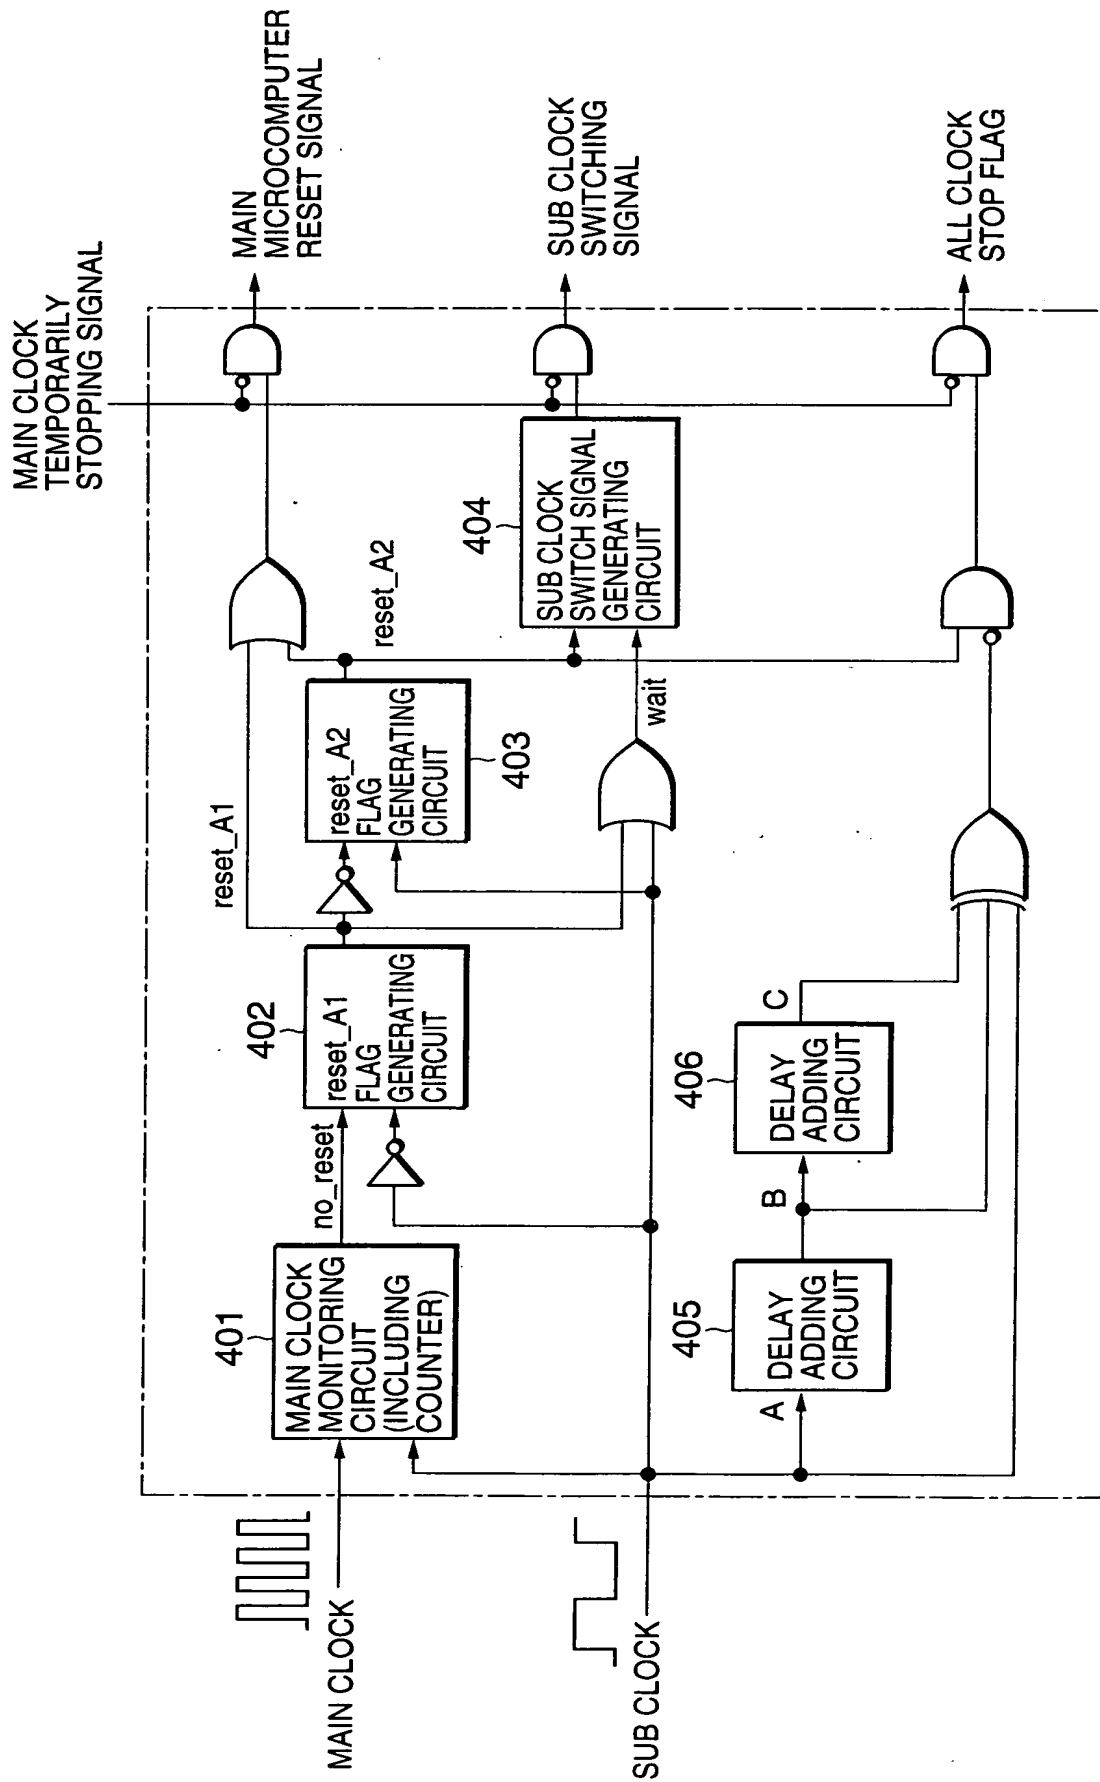 MAIN CLOCK
TEMPORARILY
STOPPING SIGNAL
MAIN
MICROCOMPUTER
RESET SIGNAL
SUB CLOCK
SWITCHING
SIGNAL
ALL CLOCK
STOP FLAG
MAIN CLOCK
SUB CLOCK
401
MAIN CLOCK
MONITORING
CIRCUIT
(INCLUDING
COUNTER)
no_reset
402
reset_A1
FLAG
GENERATING
CIRCUIT
reset_A1
403
reset_A2
FLAG
GENERATING
CIRCUIT
reset_A2
wait
404
SUB CLOCK
SWITCH SIGNAL
GENERATING
CIRCUIT
A
405
DELAY
ADDING
CIRCUIT
B
406
DELAY
ADDING
CIRCUIT
C